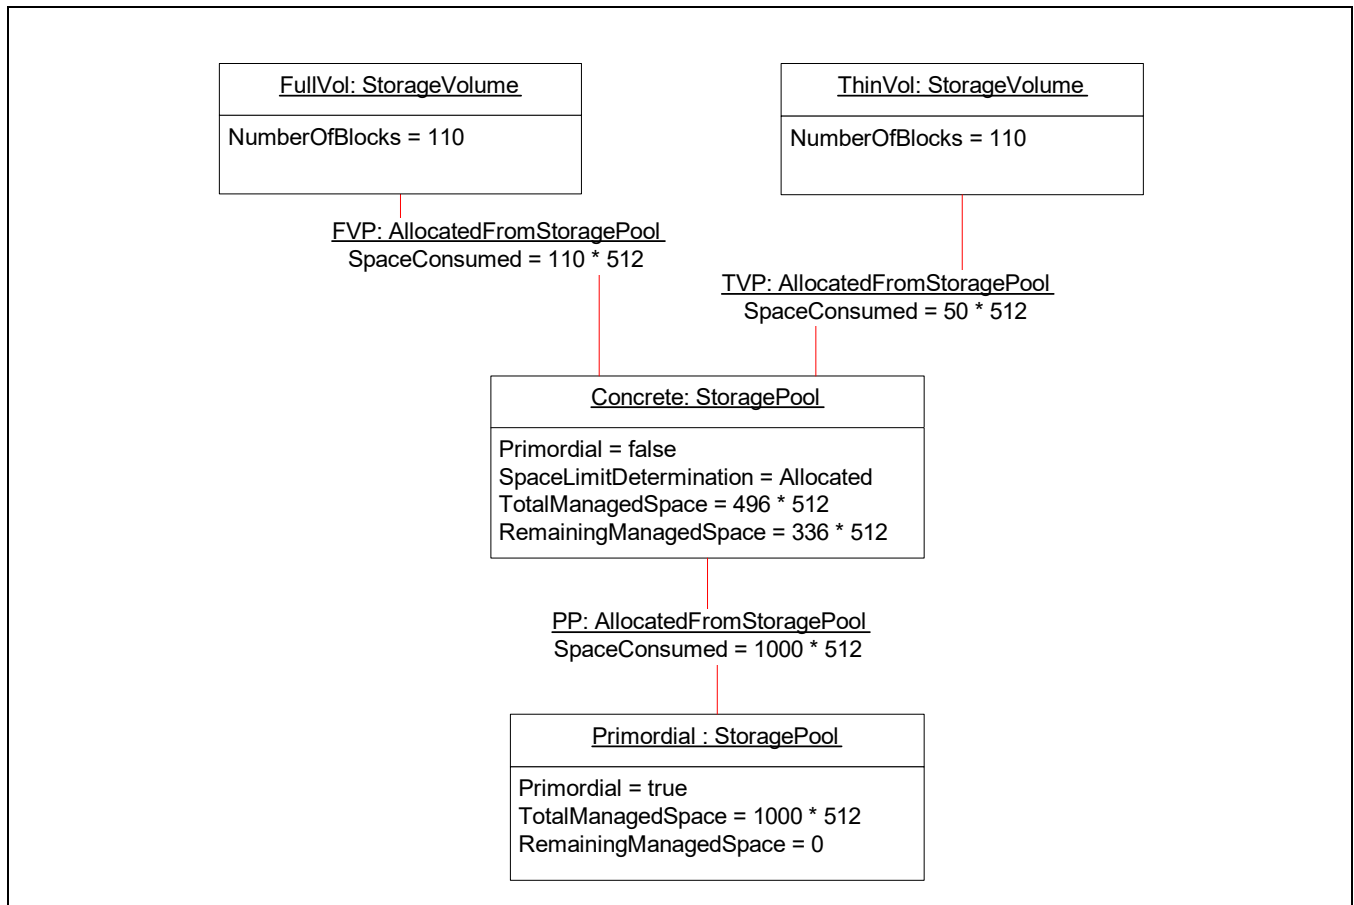 FullVol: StorageVolume
NumberOfBlocks = 110
ThinVol: StorageVolume
NumberOfBlocks = 110
FVP: AllocatedFromStoragePool
SpaceConsumed = 110 * 512
TVP: AllocatedFromStoragePool
SpaceConsumed = 50 * 512
Concrete: StoragePool
Primordial = false
SpaceLimitDetermination = Allocated
TotalManagedSpace = 496 * 512
RemainingManagedSpace = 336 * 512
PP: AllocatedFromStoragePool
SpaceConsumed = 1000 * 512
Primordial : StoragePool
Primordial = true
TotalManagedSpace = 1000 * 512
RemainingManagedSpace = 0